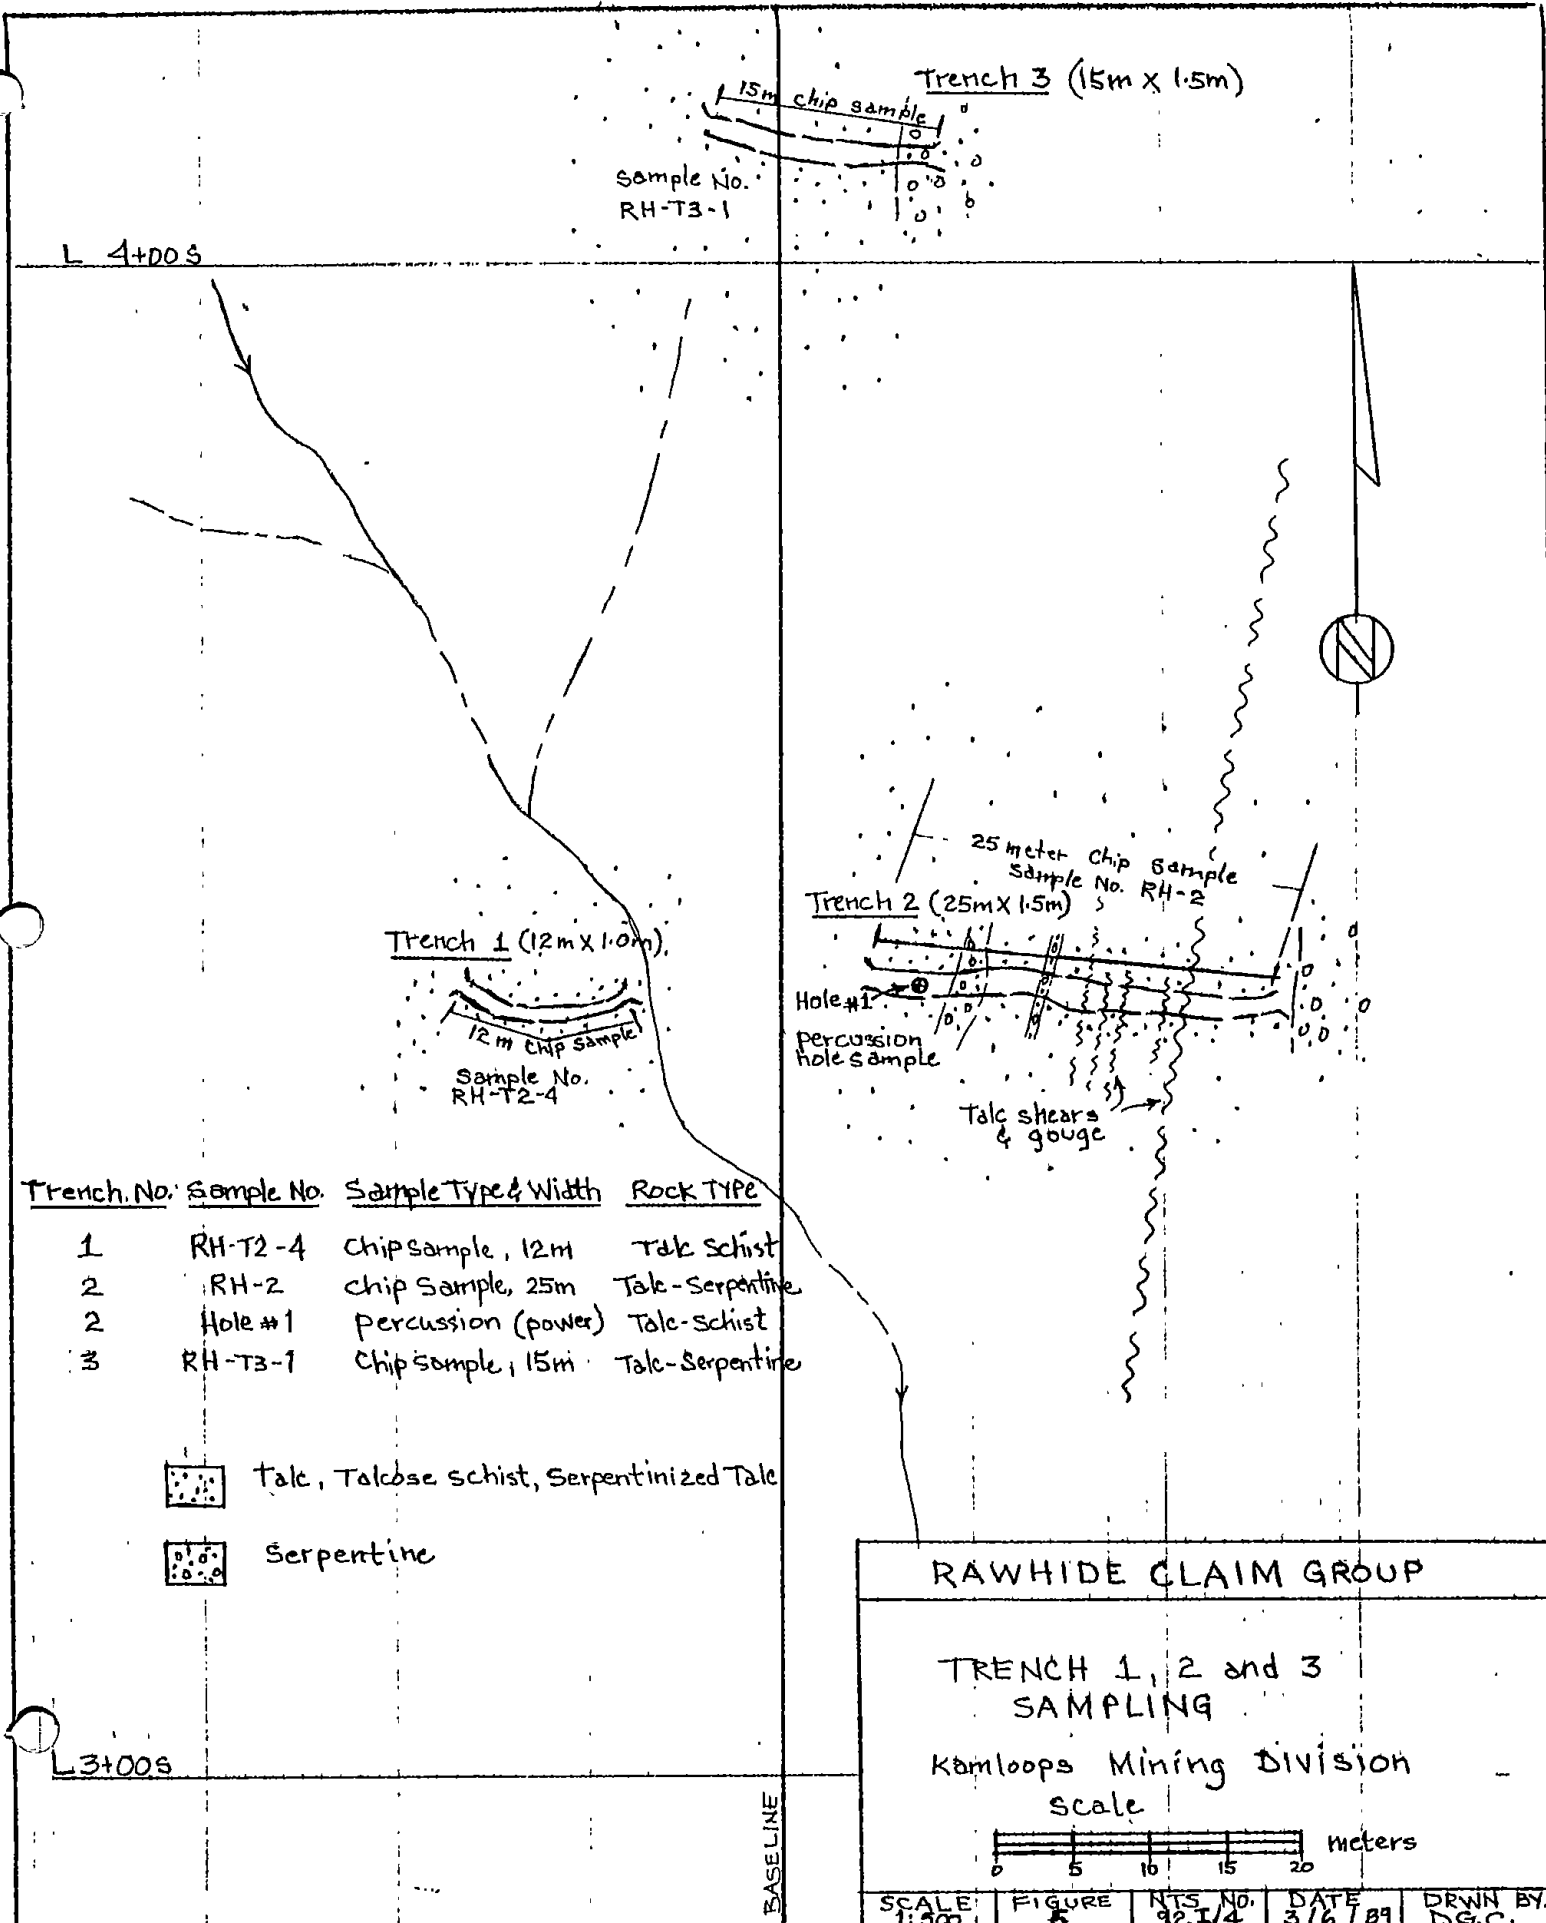 Trench 3 (15m X 1.5m)
15m chip sample
Sample No.
RH-T3-1
L 4+00S
N
25 meter Chip Sample
Sample No. RH-2
Trench 2 (25m X 1.5m)
Trench 1 (12m X 1.0m)
Hole #1
percussion
hole sample
12 m Chip Sample
Sample No.
RH-T2-4
Talc shears
& gouge
Trench. No. Sample No. Sample Type & Width Rock TYPE
1 RH-T2-4 Chip sample, 12m Talc Schist
2 RH-2 Chip Sample, 25m Talc-Serpentine
2 Hole #1 percussion (power) Talc-Schist
3 RH-T3-1 Chip sample, 15m Talc-Serpentine
Talc, Talcose schist, Serpentinized Talc
Serpentine
RAWHIDE CLAIM GROUP
TRENCH 1, 2 and 3
SAMPLING
Kamloops Mining Division
Scale
meters
0 5 10 15 20
L 3+00S
BASELINE
SCALE FIGURE NTS NO. DATE DRWN BY.
92I/4 3/6/89 D.G.C.